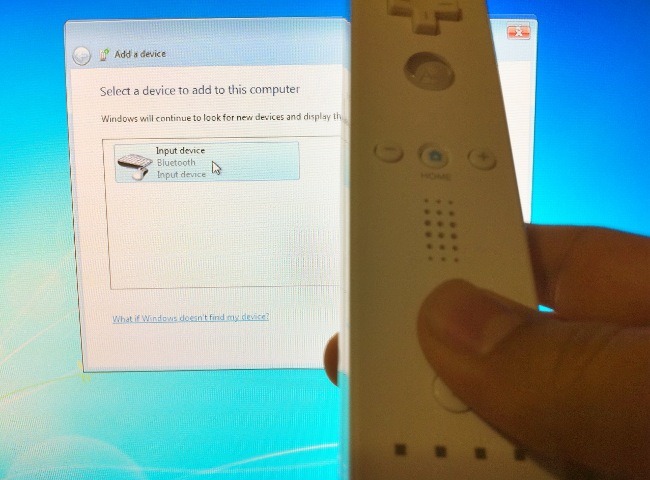 Add a device
Select a device to add to this computer
Windows will continue to look for new devices and display th
Input device
Bluetooth
Input device
What if Windows doesn't find my device?
A
HOME